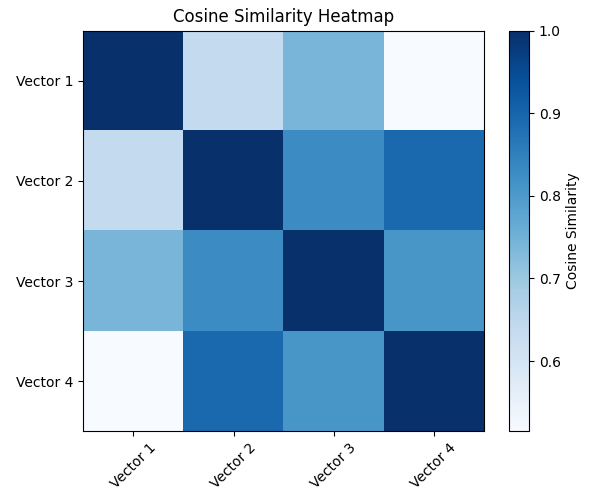 Cosine Similarity Heatmap
Vector 1
Vector 2
Vector 3
Vector 4
Vector 1
Vector 2
Vector 3
Vector 4
1.0
0.9
0.8
0.7
0.6
Cosine Similarity